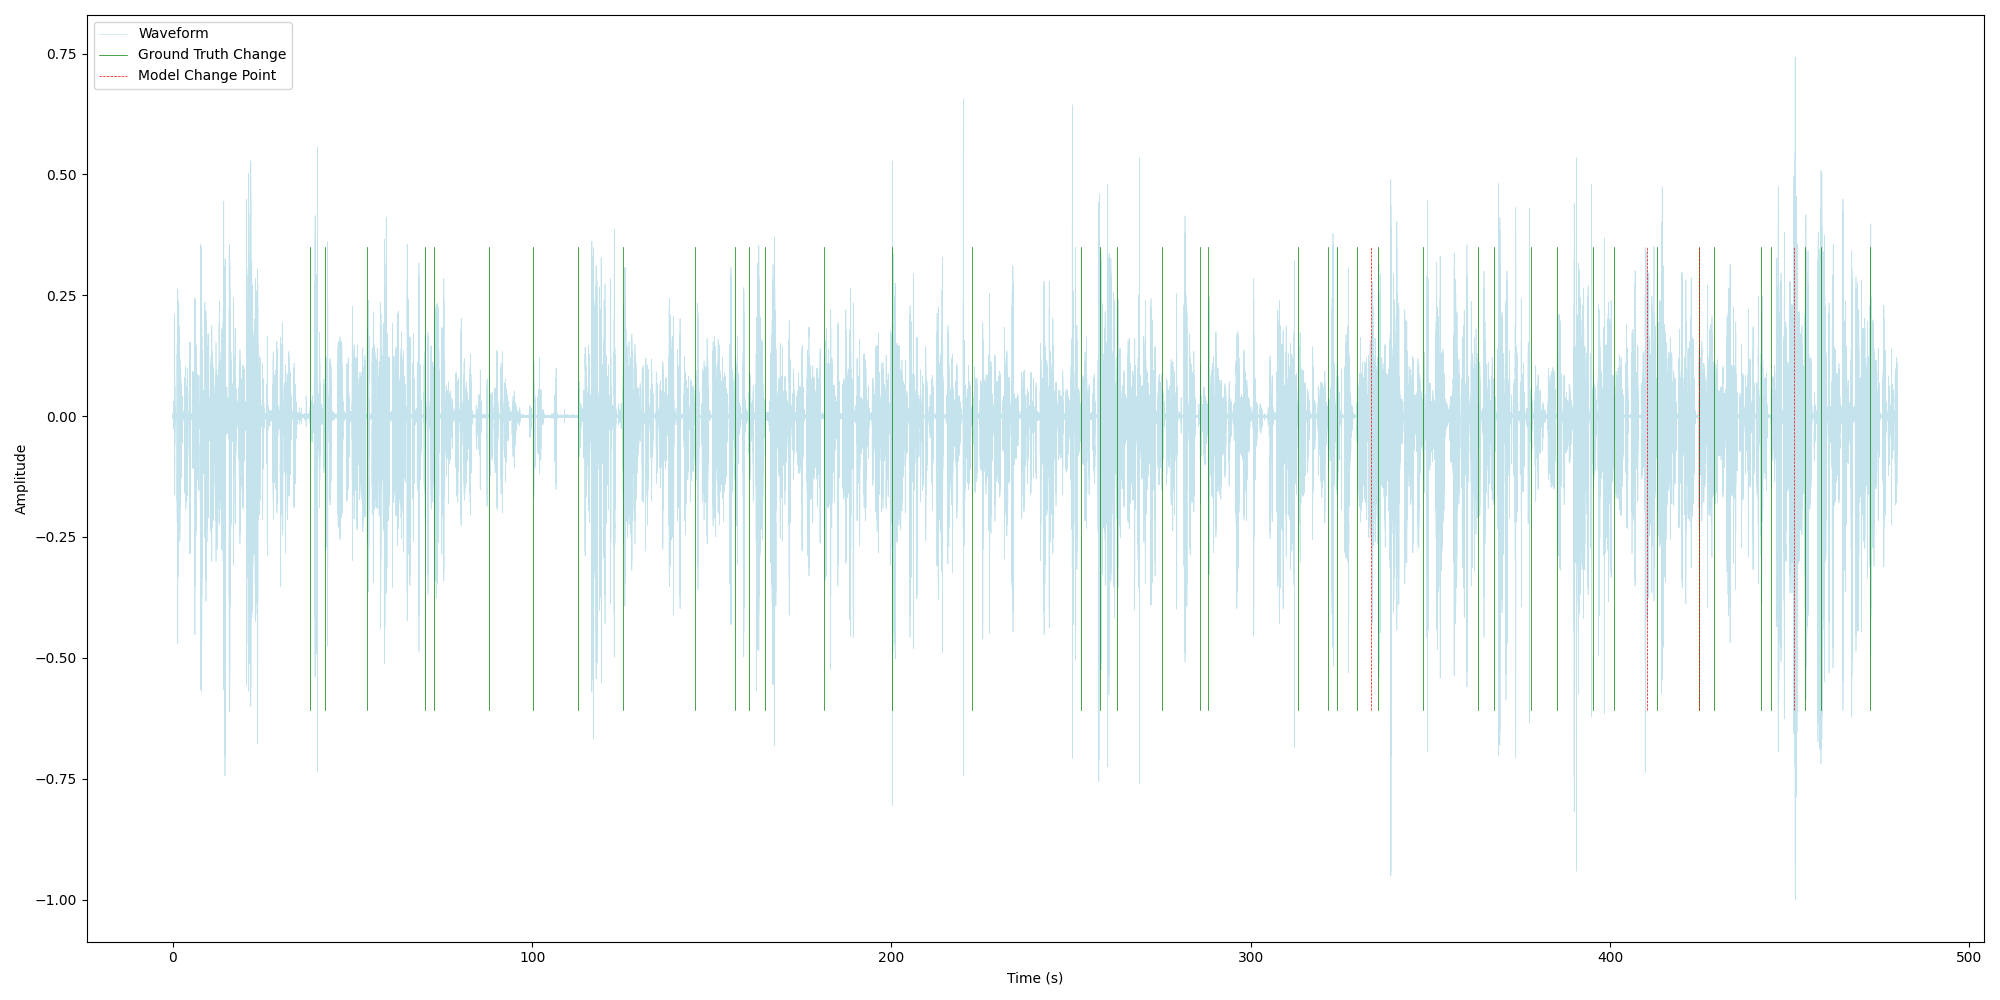 Waveform
Ground Truth Change
Model Change Point
0.75
0.50
0.25
0.00
−0.25
−0.50
−0.75
−1.00
Amplitude
0
100
200
300
400
500
Time (s)